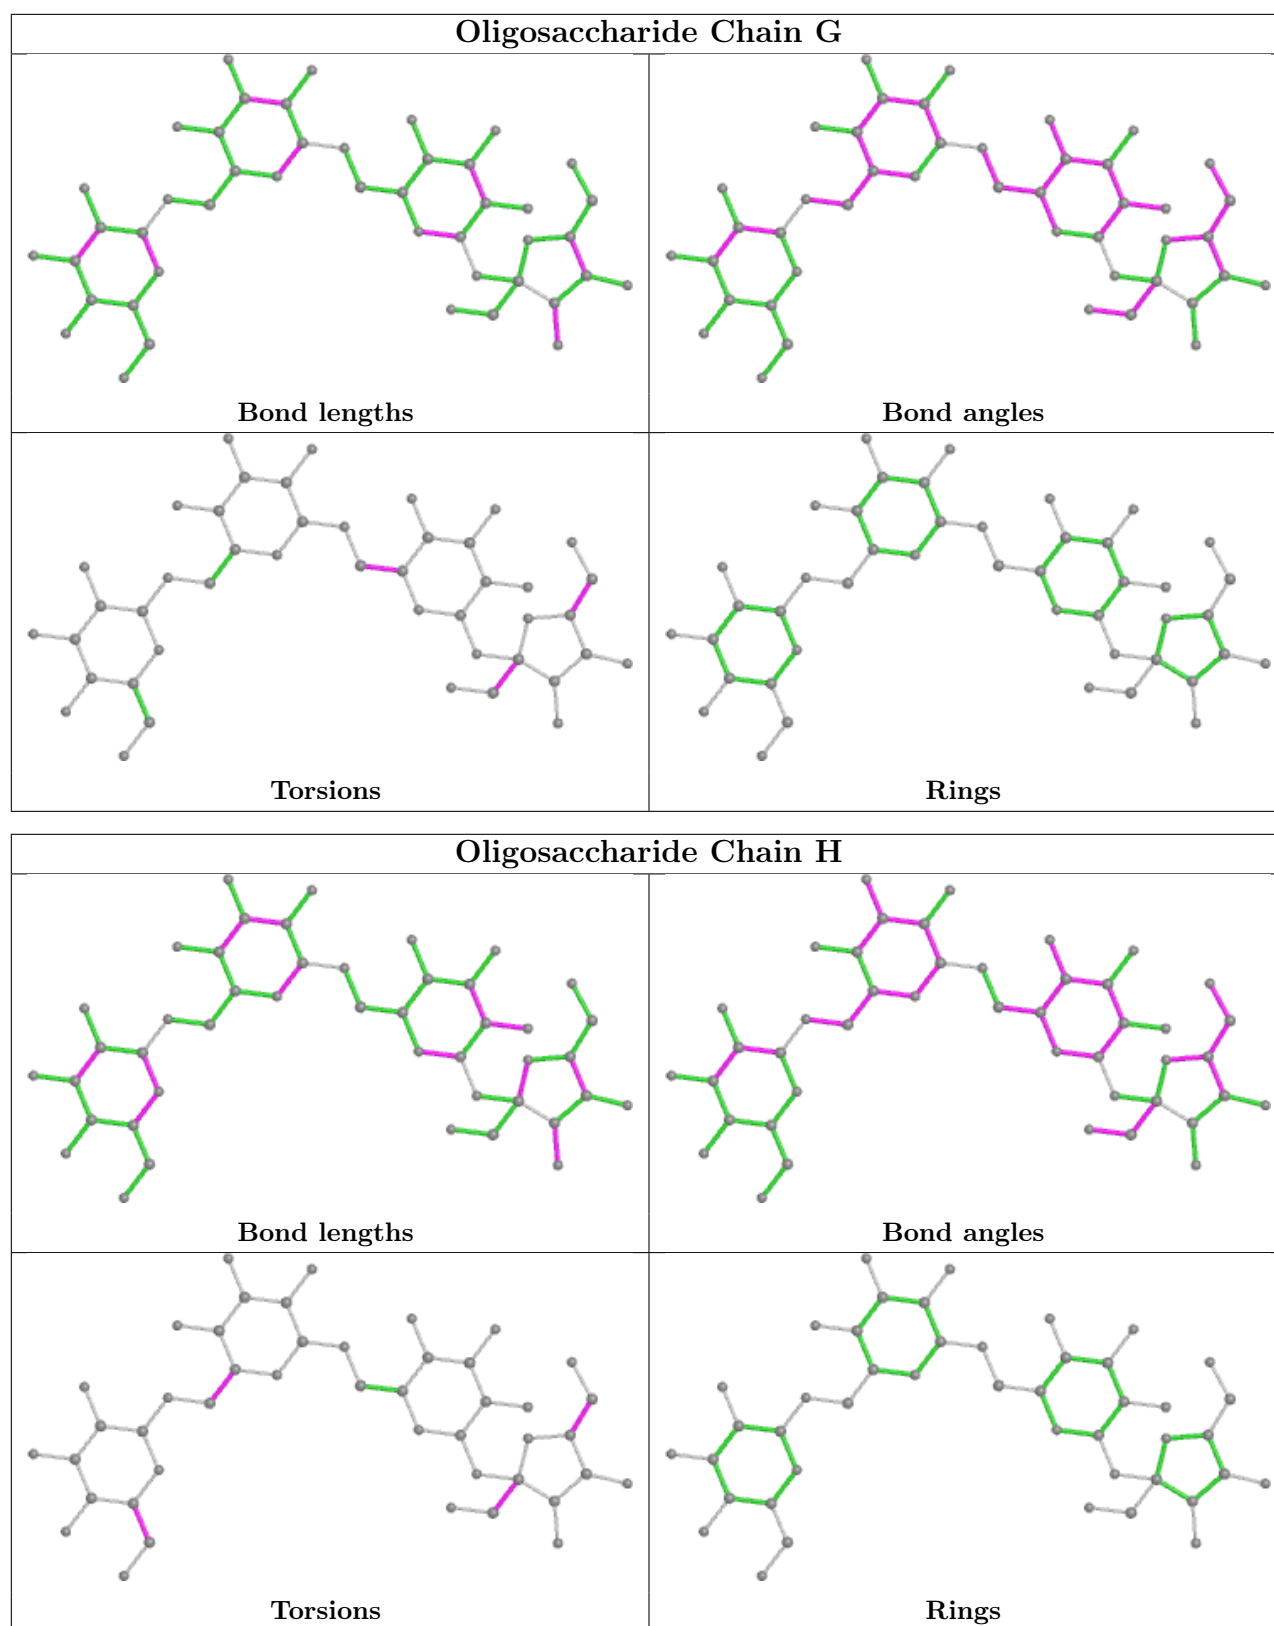 Oligosaccharide Chain G
Bond lengths
Bond angles
Torsions
Rings
Oligosaccharide Chain H
Bond lengths
Bond angles
Torsions
Rings